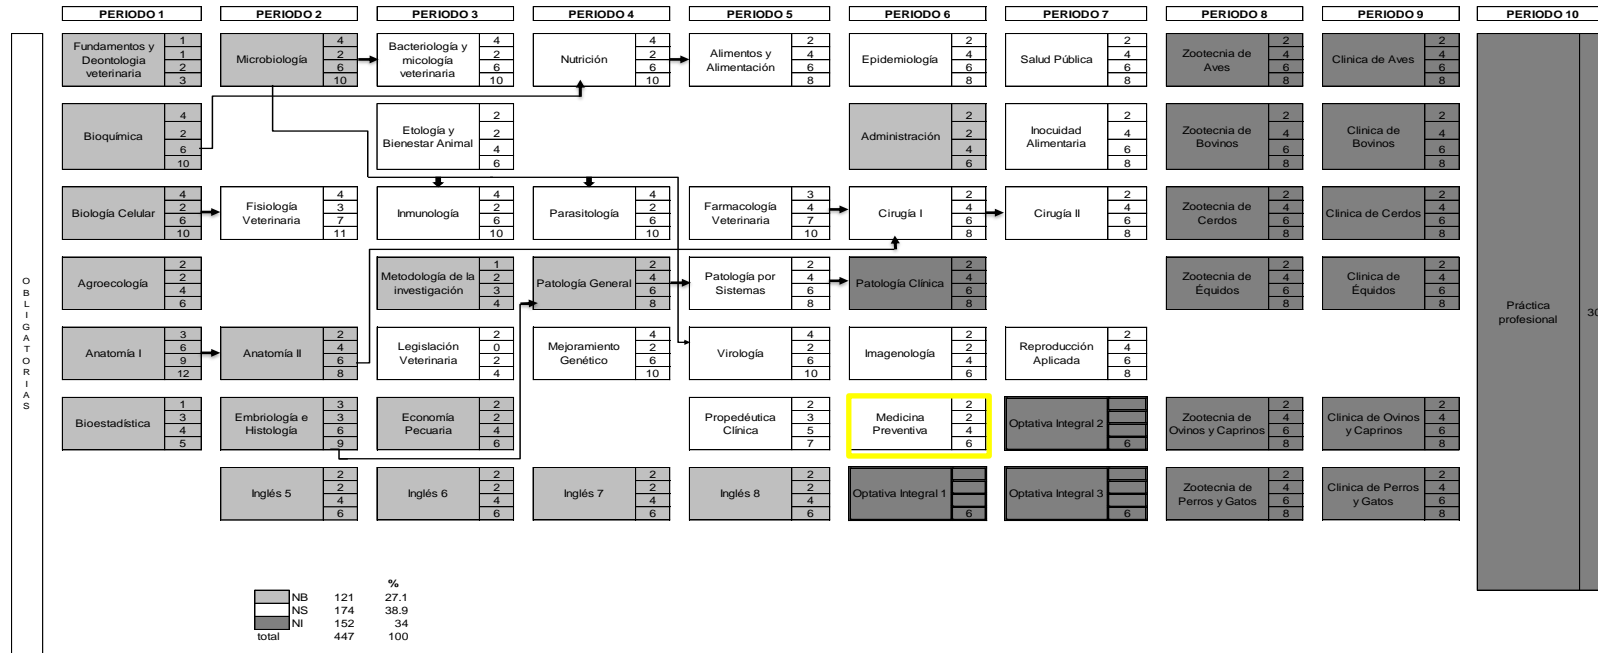 PERIODO 1 PERIODO 2 PERIODO 3 PERIODO 4 PERIODO 5 PERIODO 6 PERIODO 7 PERIODO 8 PERIODO 9 PERIODO 10
OBLIGATORIAS
Fundamentos y
Deontologia
veterinaria
1
1
2
3
Microbiología
4
2
6
10
Bacteriología y
micología
veterinaria
4
2
6
10
Nutrición
4
2
6
10
Alimentos y
Alimentación
2
4
6
8
Epidemiología
2
4
6
8
Salud Pública
2
4
6
8
Zootecnia de
Aves
2
4
6
8
Clinica de Aves
2
4
6
8
Bioquímica
4
2
6
10
Etología y
Bienestar Animal
2
2
4
6
Administración
2
2
4
6
Inocuidad
Alimentaria
2
4
6
8
Zootecnia de
Bovinos
2
4
6
8
Clinica de
Bovinos
2
4
6
8
Biología Celular
4
2
6
10
Fisiología
Veterinaria
4
3
7
11
Inmunología
4
2
6
10
Parasitología
4
2
6
10
Farmacología
Veterinaria
3
4
7
10
Cirugía I
2
4
6
8
Cirugía II
2
4
6
8
Zootecnia de
Cerdos
2
4
6
8
Clinica de Cerdos
2
4
6
8
Agroecología
2
2
4
6
Metodología de la
investigación
1
2
3
4
Patología General
2
4
6
8
Patología por
Sistemas
2
4
6
8
Patología Clínica
2
4
6
8
Zootecnia de
Équidos
2
4
6
8
Clinica de
Équidos
2
4
6
8
Práctica
profesional
30
Anatomía I
3
6
9
12
Anatomía II
2
4
6
8
Legislación
Veterinaria
2
0
2
4
Mejoramiento
Genético
4
2
6
10
Virología
4
2
6
10
Imagenología
2
2
4
6
Reproducción
Aplicada
2
4
6
8
Bioestadística
1
3
4
5
Embriología e
Histología
3
3
6
9
Economía
Pecuaria
2
2
4
6
Propedéutica
Clínica
2
3
5
7
Medicina
Preventiva
2
2
4
6
Optativa Integral 2
6
Zootecnia de
Ovinos y Caprinos
2
4
6
8
Clinica de Ovinos
y Caprinos
2
4
6
8
Inglés 5
2
2
4
6
Inglés 6
2
2
4
6
Inglés 7
2
2
4
6
Inglés 8
2
2
4
6
Optativa Integral 1
6
Optativa Integral 3
6
Zootecnia de
Perros y Gatos
2
4
6
8
Clinica de Perros
y Gatos
2
4
6
8
%
NB 121 27.1
NS 174 38.9
NI 152 34
total 447 100